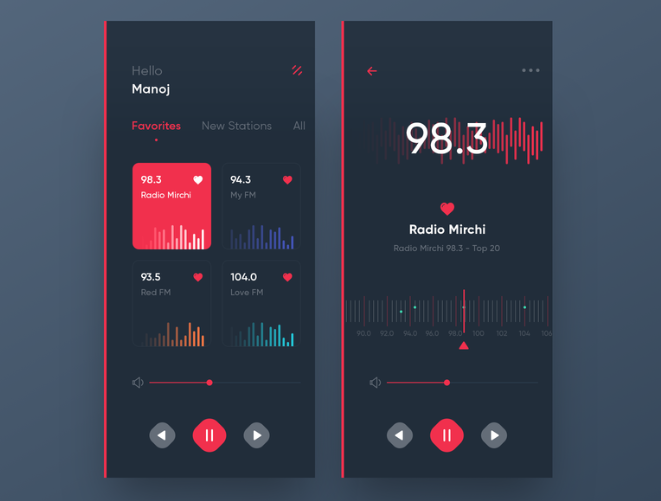 Hello
Manoj
Favorites New Stations All
98.3
Radio Mirchi
94.3
My FM
93.5
Red FM
104.0
Love FM
98.3
Radio Mirchi
Radio Mirchi 98.3 - Top 20
90.0 92.0 94.0 96.0 98.0 100 102 104 106